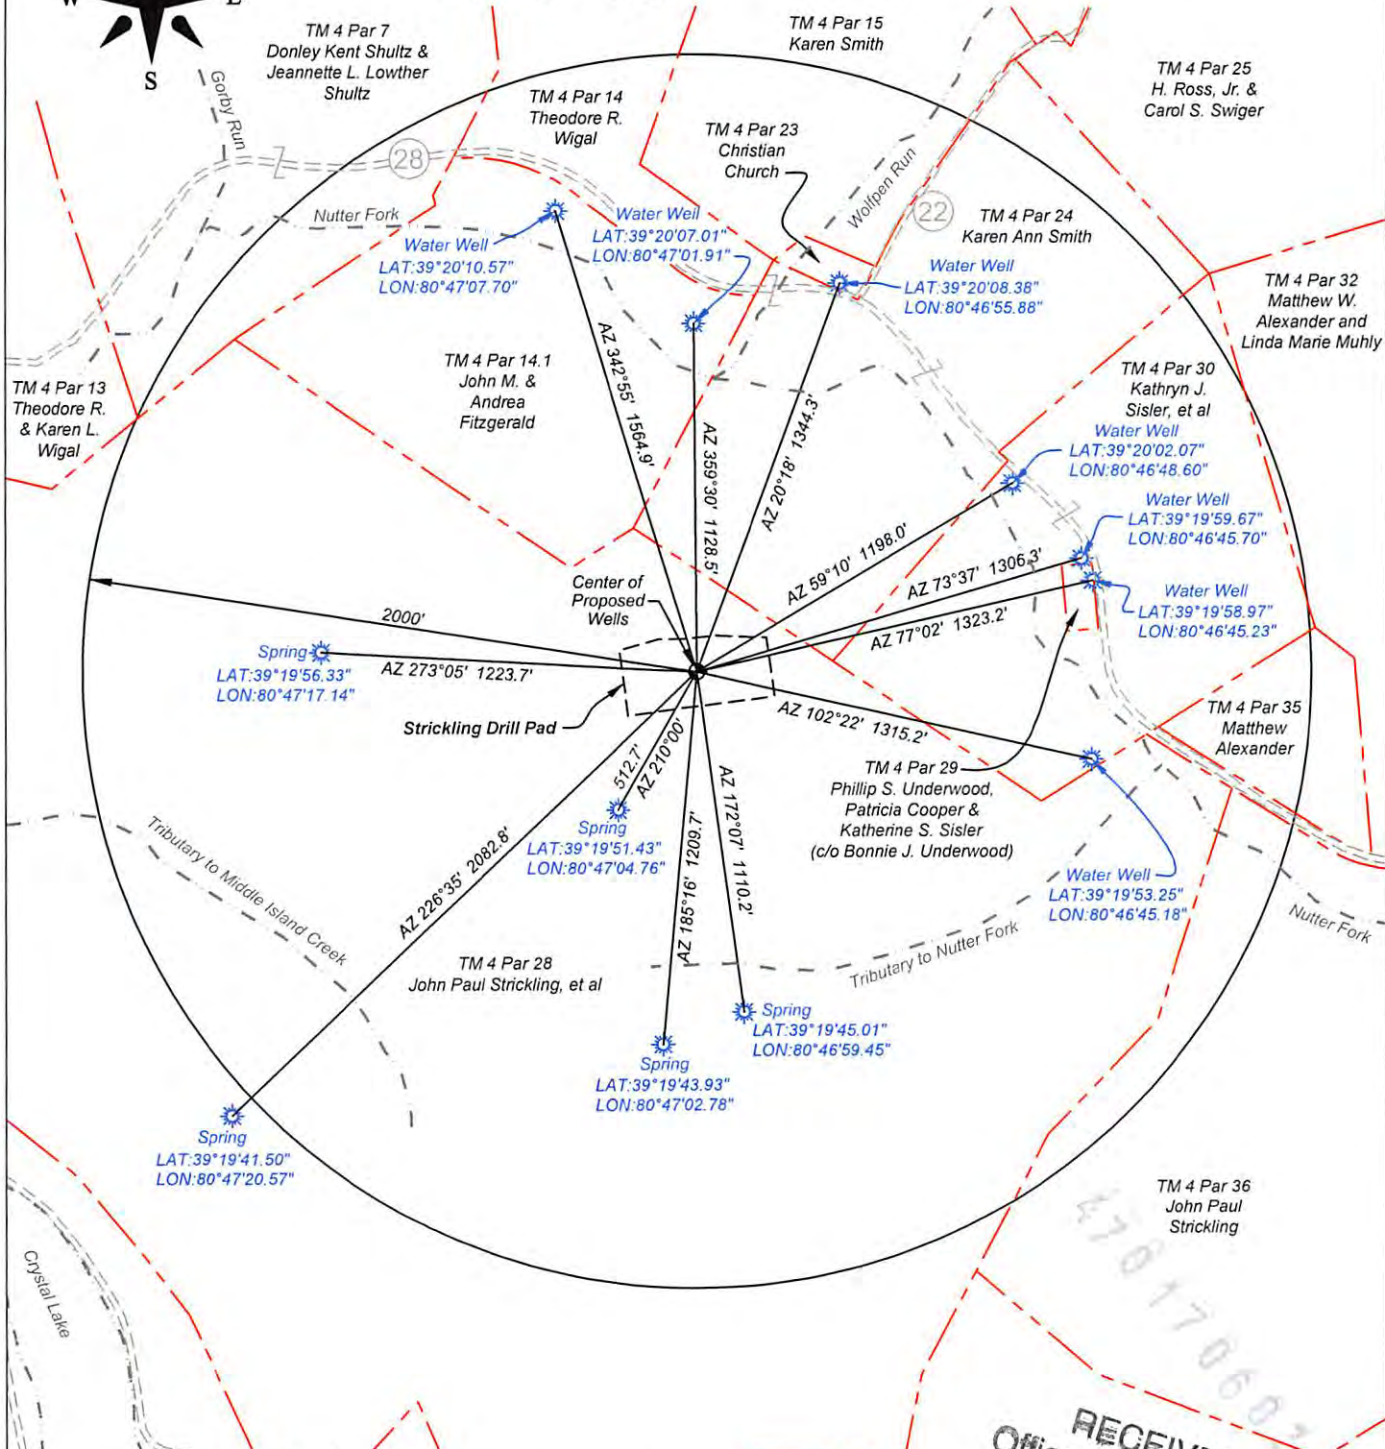 S
TM 4 Par 7
Donley Kent Shultz &
Jeannette L. Lowther
Shultz
TM 4 Par 15
Karen Smith
TM 4 Par 25
H. Ross, Jr. &
Carol S. Swiger
Gorby Run
TM 4 Par 14
Theodore R.
Wigal
TM 4 Par 23
Christian
Church
28
Wolfpen Run
22
TM 4 Par 24
Karen Ann Smith
Nutter Fork
Water Well
LAT:39°20'10.57"
LON:80°47'07.70"
Water Well
LAT:39°20'07.01"
LON:80°47'01.91"
Water Well
LAT:39°20'08.38"
LON:80°46'55.88"
TM 4 Par 32
Matthew W.
Alexander and
Linda Marie Muhly
TM 4 Par 13
Theodore R.
& Karen L.
Wigal
TM 4 Par 14.1
John M. &
Andrea
Fitzgerald
AZ 342°55' 1564.9'
AZ 359°30' 1128.5'
AZ 20°18' 1344.3'
TM 4 Par 30
Kathryn J.
Sisler, et al
Water Well
LAT:39°20'02.07"
LON:80°46'48.60"
Water Well
LAT:39°19'59.67"
LON:80°46'45.70"
Center of
Proposed
Wells
AZ 59°10' 1198.0'
AZ 73°37' 1306.3'
AZ 77°02' 1323.2'
Water Well
LAT:39°19'58.97"
LON:80°46'45.23"
2000'
Spring
LAT:39°19'56.33"
LON:80°47'17.14"
AZ 273°05' 1223.7'
Strickling Drill Pad
AZ 102°22' 1315.2'
TM 4 Par 35
Matthew
Alexander
TM 4 Par 29
Phillip S. Underwood,
Patricia Cooper &
Katherine S. Sisler
(c/o Bonnie J. Underwood)
512.7'
AZ 210°00'
Spring
LAT:39°19'51.43"
LON:80°47'04.76"
AZ 226°35' 2082.8'
AZ 185°16' 1209.7'
AZ 172°07' 1110.2'
Tributary to Middle Island Creek
Water Well
LAT:39°19'53.25"
LON:80°46'45.18"
Nutter Fork
Tributary to Nutter Fork
TM 4 Par 28
John Paul Strickling, et al
Spring
LAT:39°19'45.01"
LON:80°46'59.45"
Spring
LAT:39°19'43.93"
LON:80°47'02.78"
Spring
LAT:39°19'41.50"
LON:80°47'20.57"
TM 4 Par 36
John Paul
Strickling
Crystal Lake